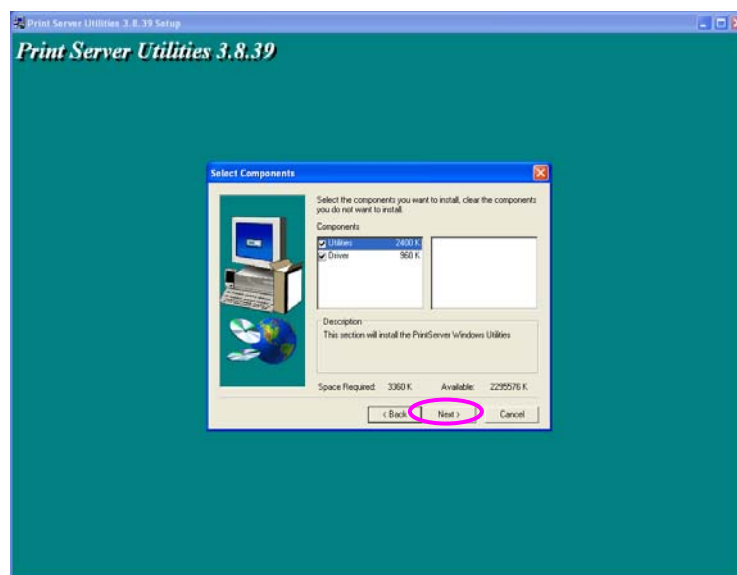 Print Server Utilities 3.8.39 Setup
Print Server Utilities 3.8.39
Select Components
Select the components you want to install, clear the components
you do not want to install.
Components
Utilities 2400 K
Driver 960 K
Description
This section will install the PrintServer Windows Utilities
Space Required: 3360 K Available: 2295576 K
< Back Next > Cancel